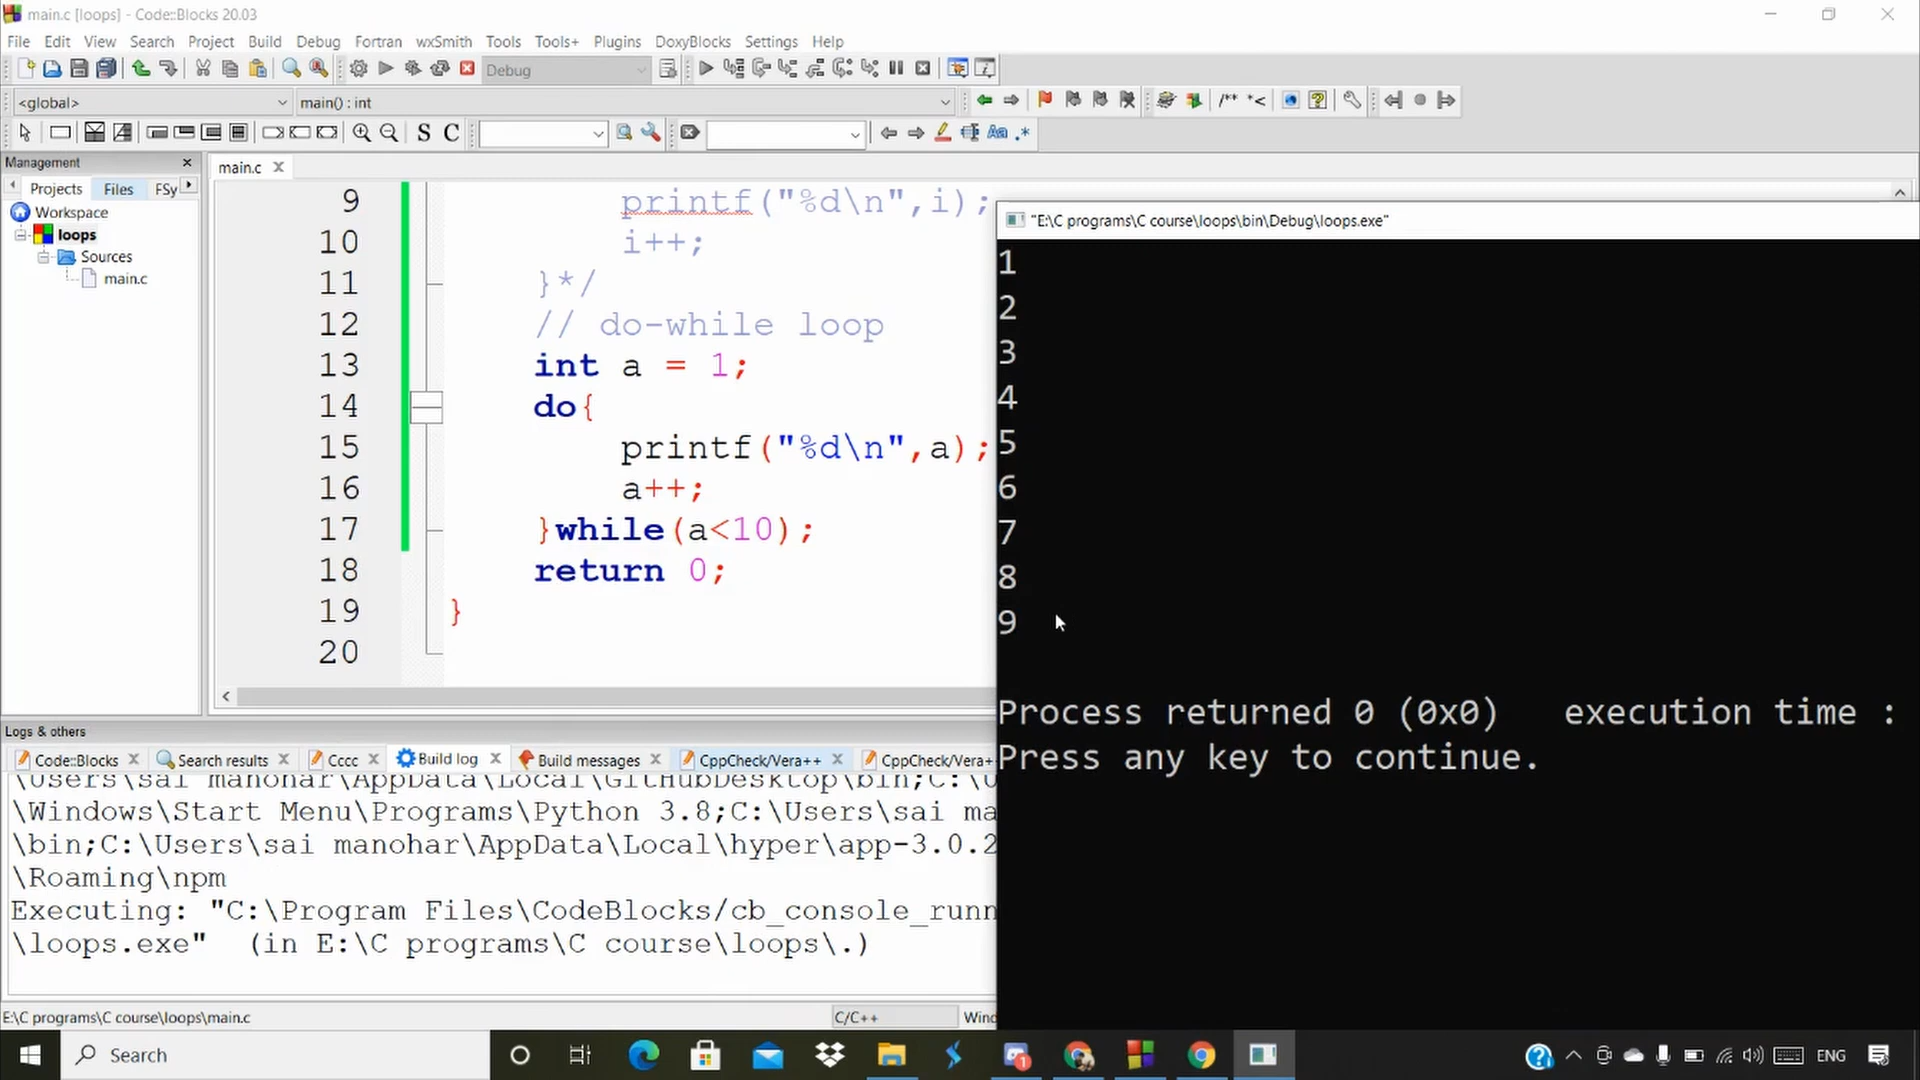 main.c [loops] - Code::Blocks 20.03
File Edit View Search Project Build Debug Fortran wxSmith Tools Tools+ Plugins DoxyBlocks Settings Help
Debug
<global> main() : int
/** *<
S C Aa .*
Management
main.c
Projects Files FSy
Workspace
loops
Sources
main.c
9 printf("%d\n",i);
10 i++;
11 }*/
12 // do-while loop
13 int a = 1;
14 do{
15 printf("%d\n",a);
16 a++;
17 }while(a<10);
18 return 0;
19 }
20
"E:\C programs\C course\loops\bin\Debug\loops.exe"
1
2
3
4
5
6
7
8
9
Process returned 0 (0x0) execution time :
Press any key to continue.
Logs & others
Code::Blocks Search results Cccc Build log Build messages CppCheck/Vera++ CppCheck/Vera+
\Users\sai manohar\AppData\Local\GitHubDesktop\bin;C:\U
\Windows\Start Menu\Programs\Python 3.8;C:\Users\sai ma
\bin;C:\Users\sai manohar\AppData\Local\hyper\app-3.0.2
\Roaming\npm
Executing: "C:\Program Files\CodeBlocks/cb_console_runn
\loops.exe" (in E:\C programs\C course\loops\.)
E:\C programs\C course\loops\main.c C/C++ Wind
Search
1
ENG